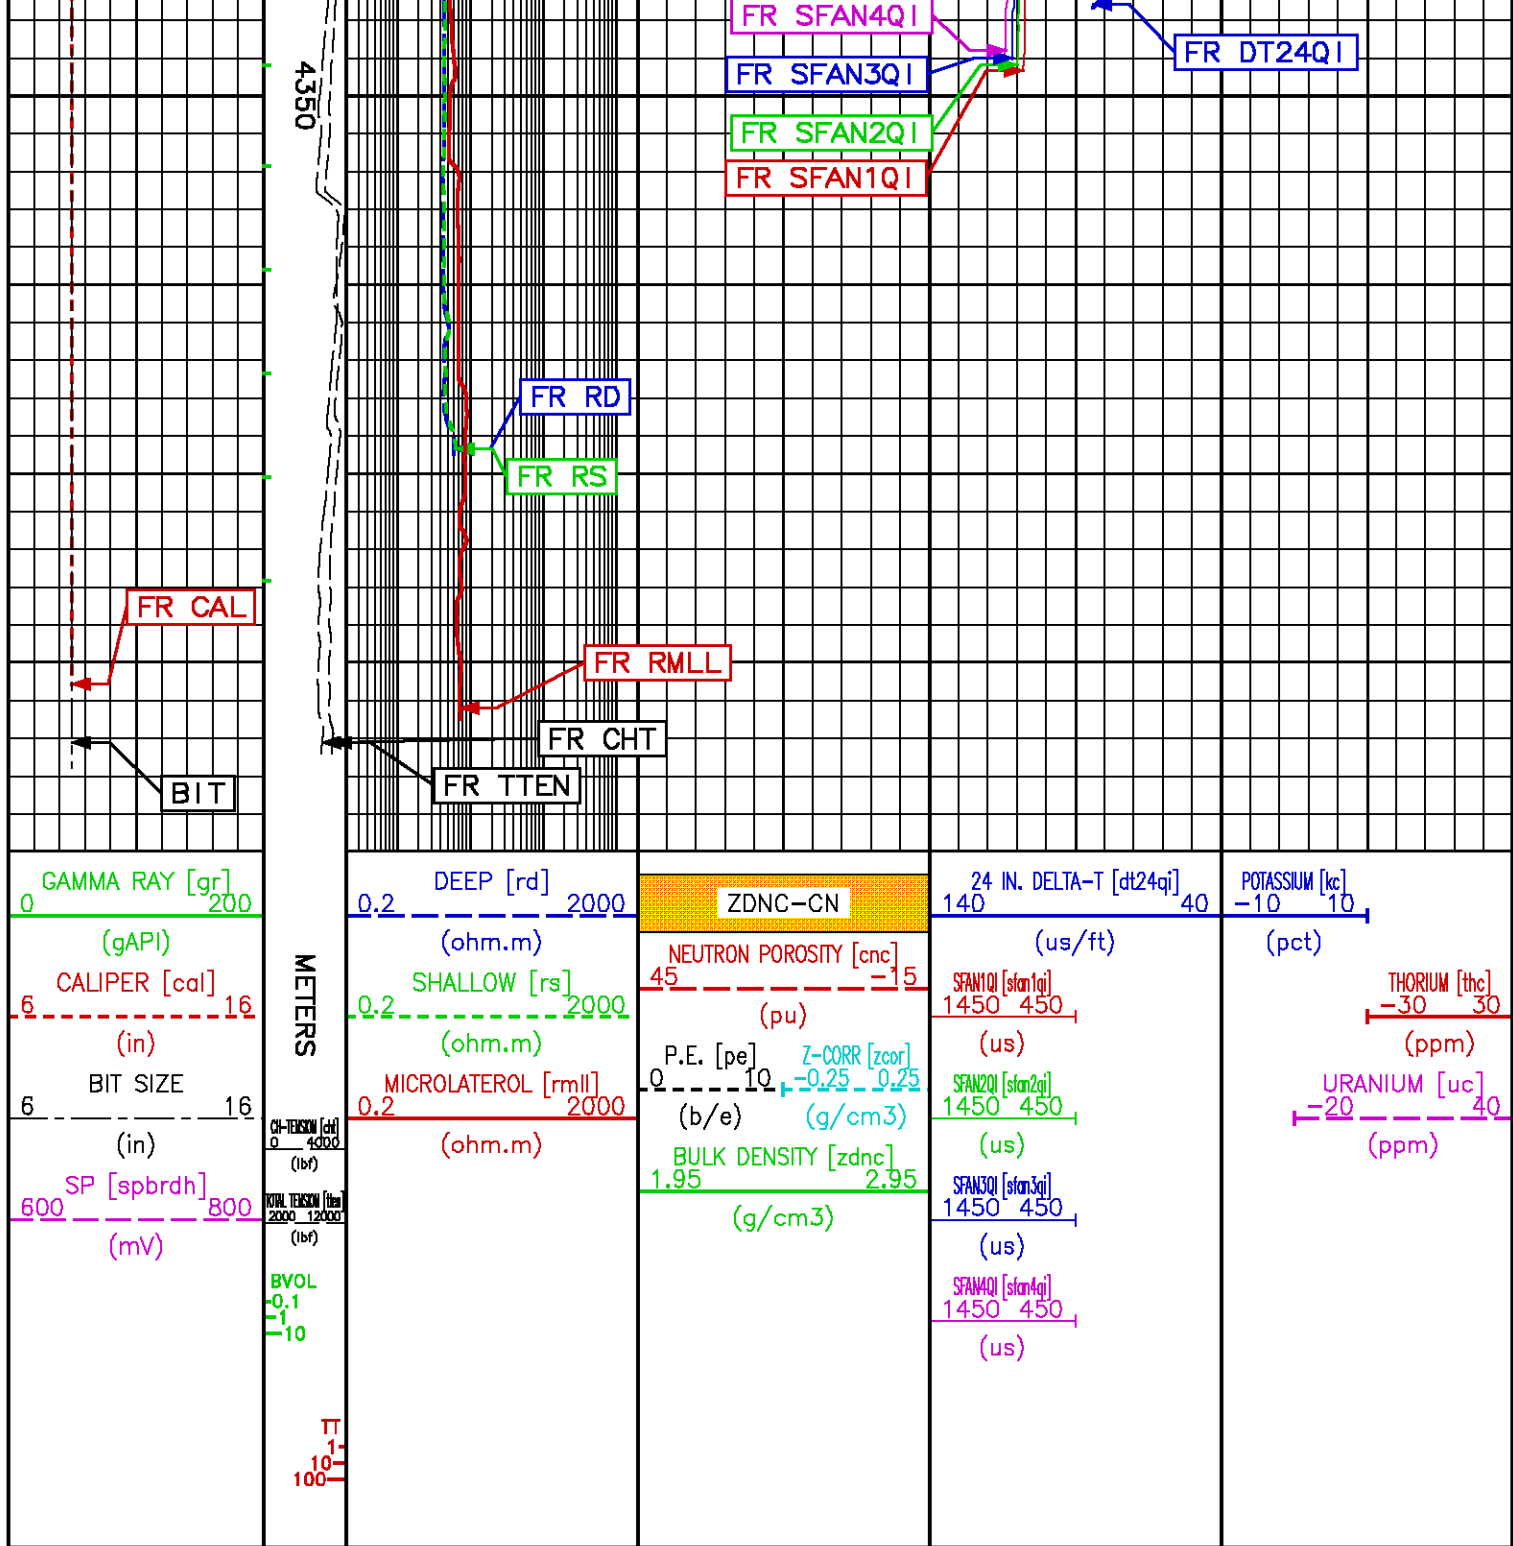 FR SFAN4QI
FR DT24QI
FR SFAN3QI
4350
FR SFAN2QI
FR SFAN1QI
FR RD
FR RS
FR CAL
FR RMLL
FR CHT
FR TTEN
BIT
GAMMA RAY [gr]
0 200
(gAPI)
CALIPER [cal]
6 16
(in)
BIT SIZE
6 16
(in)
SP [spbrdh]
600 800
(mV)
METERS
CH-TENSION [cht]
0 4000
(lbf)
TOTAL TENSION [tten]
2000 12000
(lbf)
BVOL
0.1
1
10
TT
1
10
100
DEEP [rd]
0.2 2000
(ohm.m)
SHALLOW [rs]
0.2 2000
(ohm.m)
MICROLATEROL [rmll]
0.2 2000
(ohm.m)
ZDNC-CN
NEUTRON POROSITY [cnc]
45 -15
(pu)
P.E. [pe]
0 10
(b/e)
Z-CORR [zcor]
-0.25 0.25
(g/cm3)
BULK DENSITY [zdnc]
1.95 2.95
(g/cm3)
24 IN. DELTA-T [dt24qi]
140 40
(us/ft)
SFAN1QI [sfan1qi]
1450 450
(us)
SFAN2QI [sfan2qi]
1450 450
(us)
SFAN3QI [sfan3qi]
1450 450
(us)
SFAN4QI [sfan4qi]
1450 450
(us)
POTASSIUM [kc]
-10 10
(pct)
THORIUM [thc]
-30 30
(ppm)
URANIUM [uc]
-20 40
(ppm)